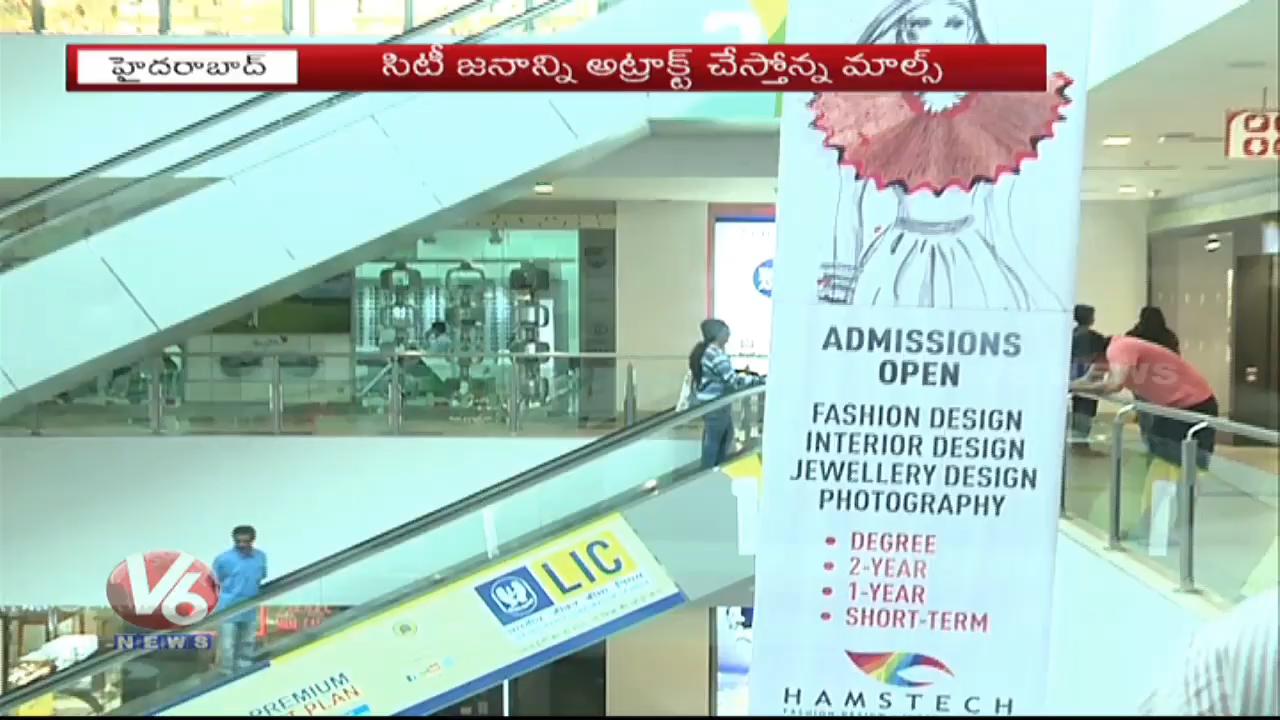 హైదరాబాద్
సిటీ జనాన్ని అట్రాక్ట్ చేస్తోన్న మాల్స్
ADMISSIONS
OPEN
FASHION DESIGN
INTERIOR DESIGN
JEWELLERY DESIGN
PHOTOGRAPHY
• DEGREE
• 2-YEAR
• 1-YEAR
• SHORT-TERM
HAMSTECH
LIC
PREMIUM
PLAN
V6
NEWS